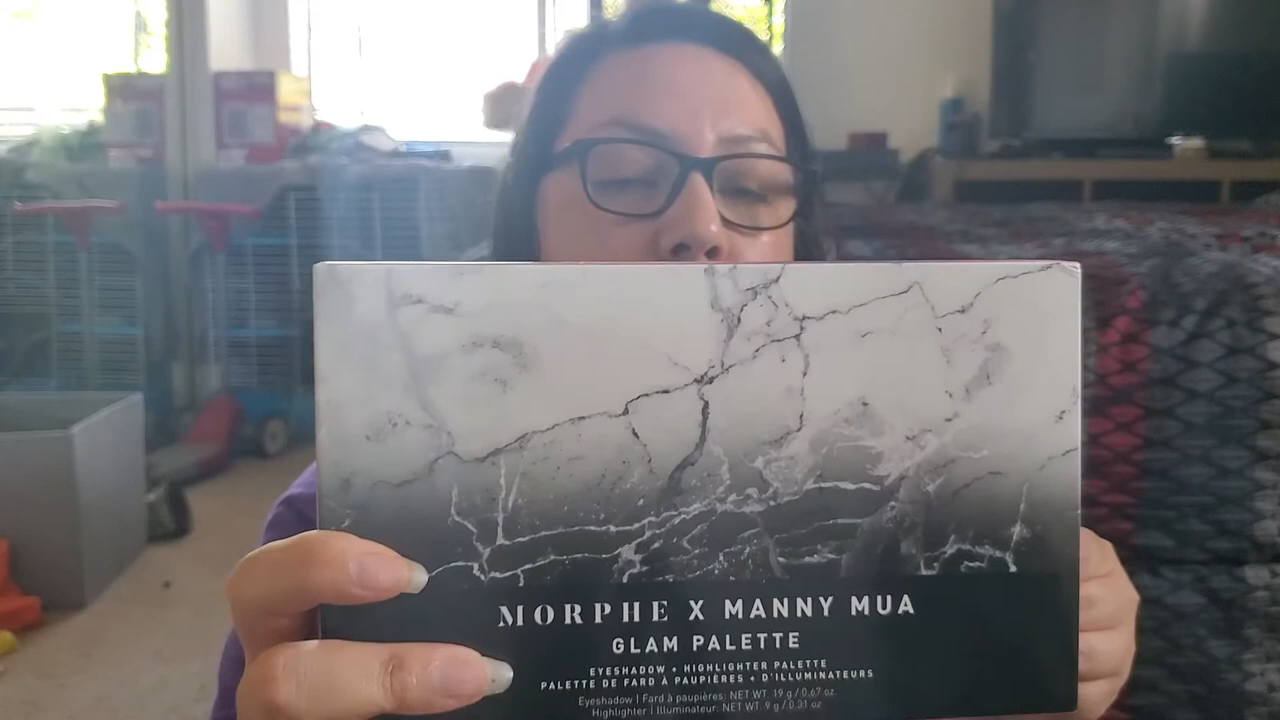 MORPHE X MANNY MUA
GLAM PALETTE
EYESHADOW + HIGHLIGHTER PALETTE
PALETTE DE FARD À PAUPIÈRES + D'ILLUMINATEURS
Eyeshadow | Fard à paupières: NET WT. 19 g / 0.67 oz.
Highlighter | Illuminateur: NET WT. 9 g / 0.31 oz